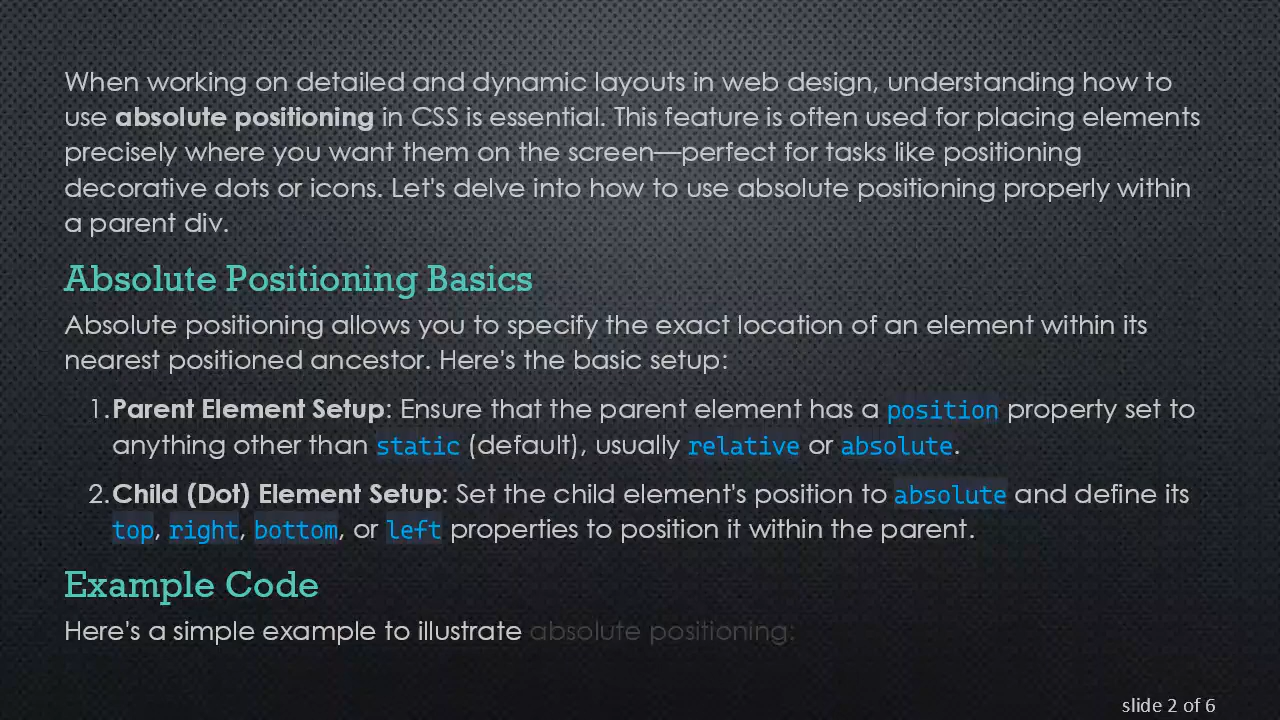 When working on detailed and dynamic layouts in web design, understanding how to
use absolute positioning in CSS is essential. This feature is often used for placing elements
precisely where you want them on the screen—perfect for tasks like positioning
decorative dots or icons. Let's delve into how to use absolute positioning properly within
a parent div.
Absolute Positioning Basics
Absolute positioning allows you to specify the exact location of an element within its
nearest positioned ancestor. Here's the basic setup:
1. Parent Element Setup: Ensure that the parent element has a position property set to
anything other than static (default), usually relative or absolute.
2. Child (Dot) Element Setup: Set the child element's position to absolute and define its
top, right, bottom, or left properties to position it within the parent.
Example Code
Here's a simple example to illustrate absolute positioning:
slide 2 of 6